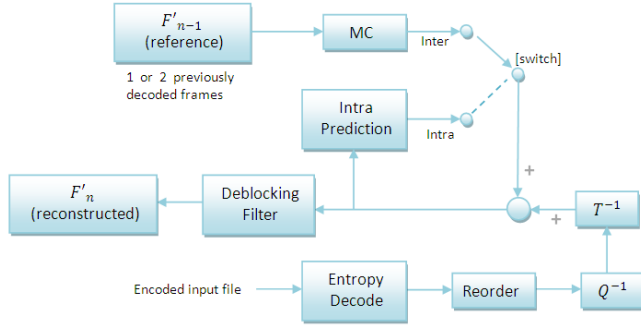 F′n−1
(reference)
1 or 2 previously
decoded frames
MC
Inter
[switch]
Intra
Prediction
Intra
+
F′n
(reconstructed)
Deblocking
Filter
+
T⁻¹
Encoded input file
Entropy
Decode
Reorder
Q⁻¹